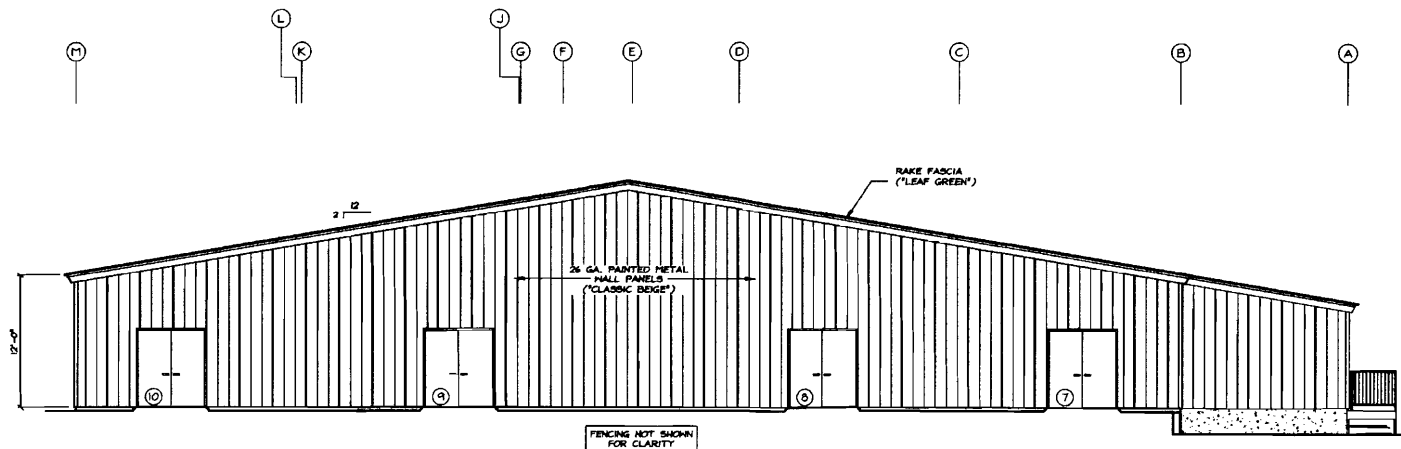 L
J
M
K
G
F
E
D
C
B
A
RAKE FASCIA
("LEAF GREEN")
12
2
26 GA. PAINTED METAL
WALL PANELS
("CLASSIC BEIGE")
12'-0"
10
9
8
7
FENCING NOT SHOWN
FOR CLARITY